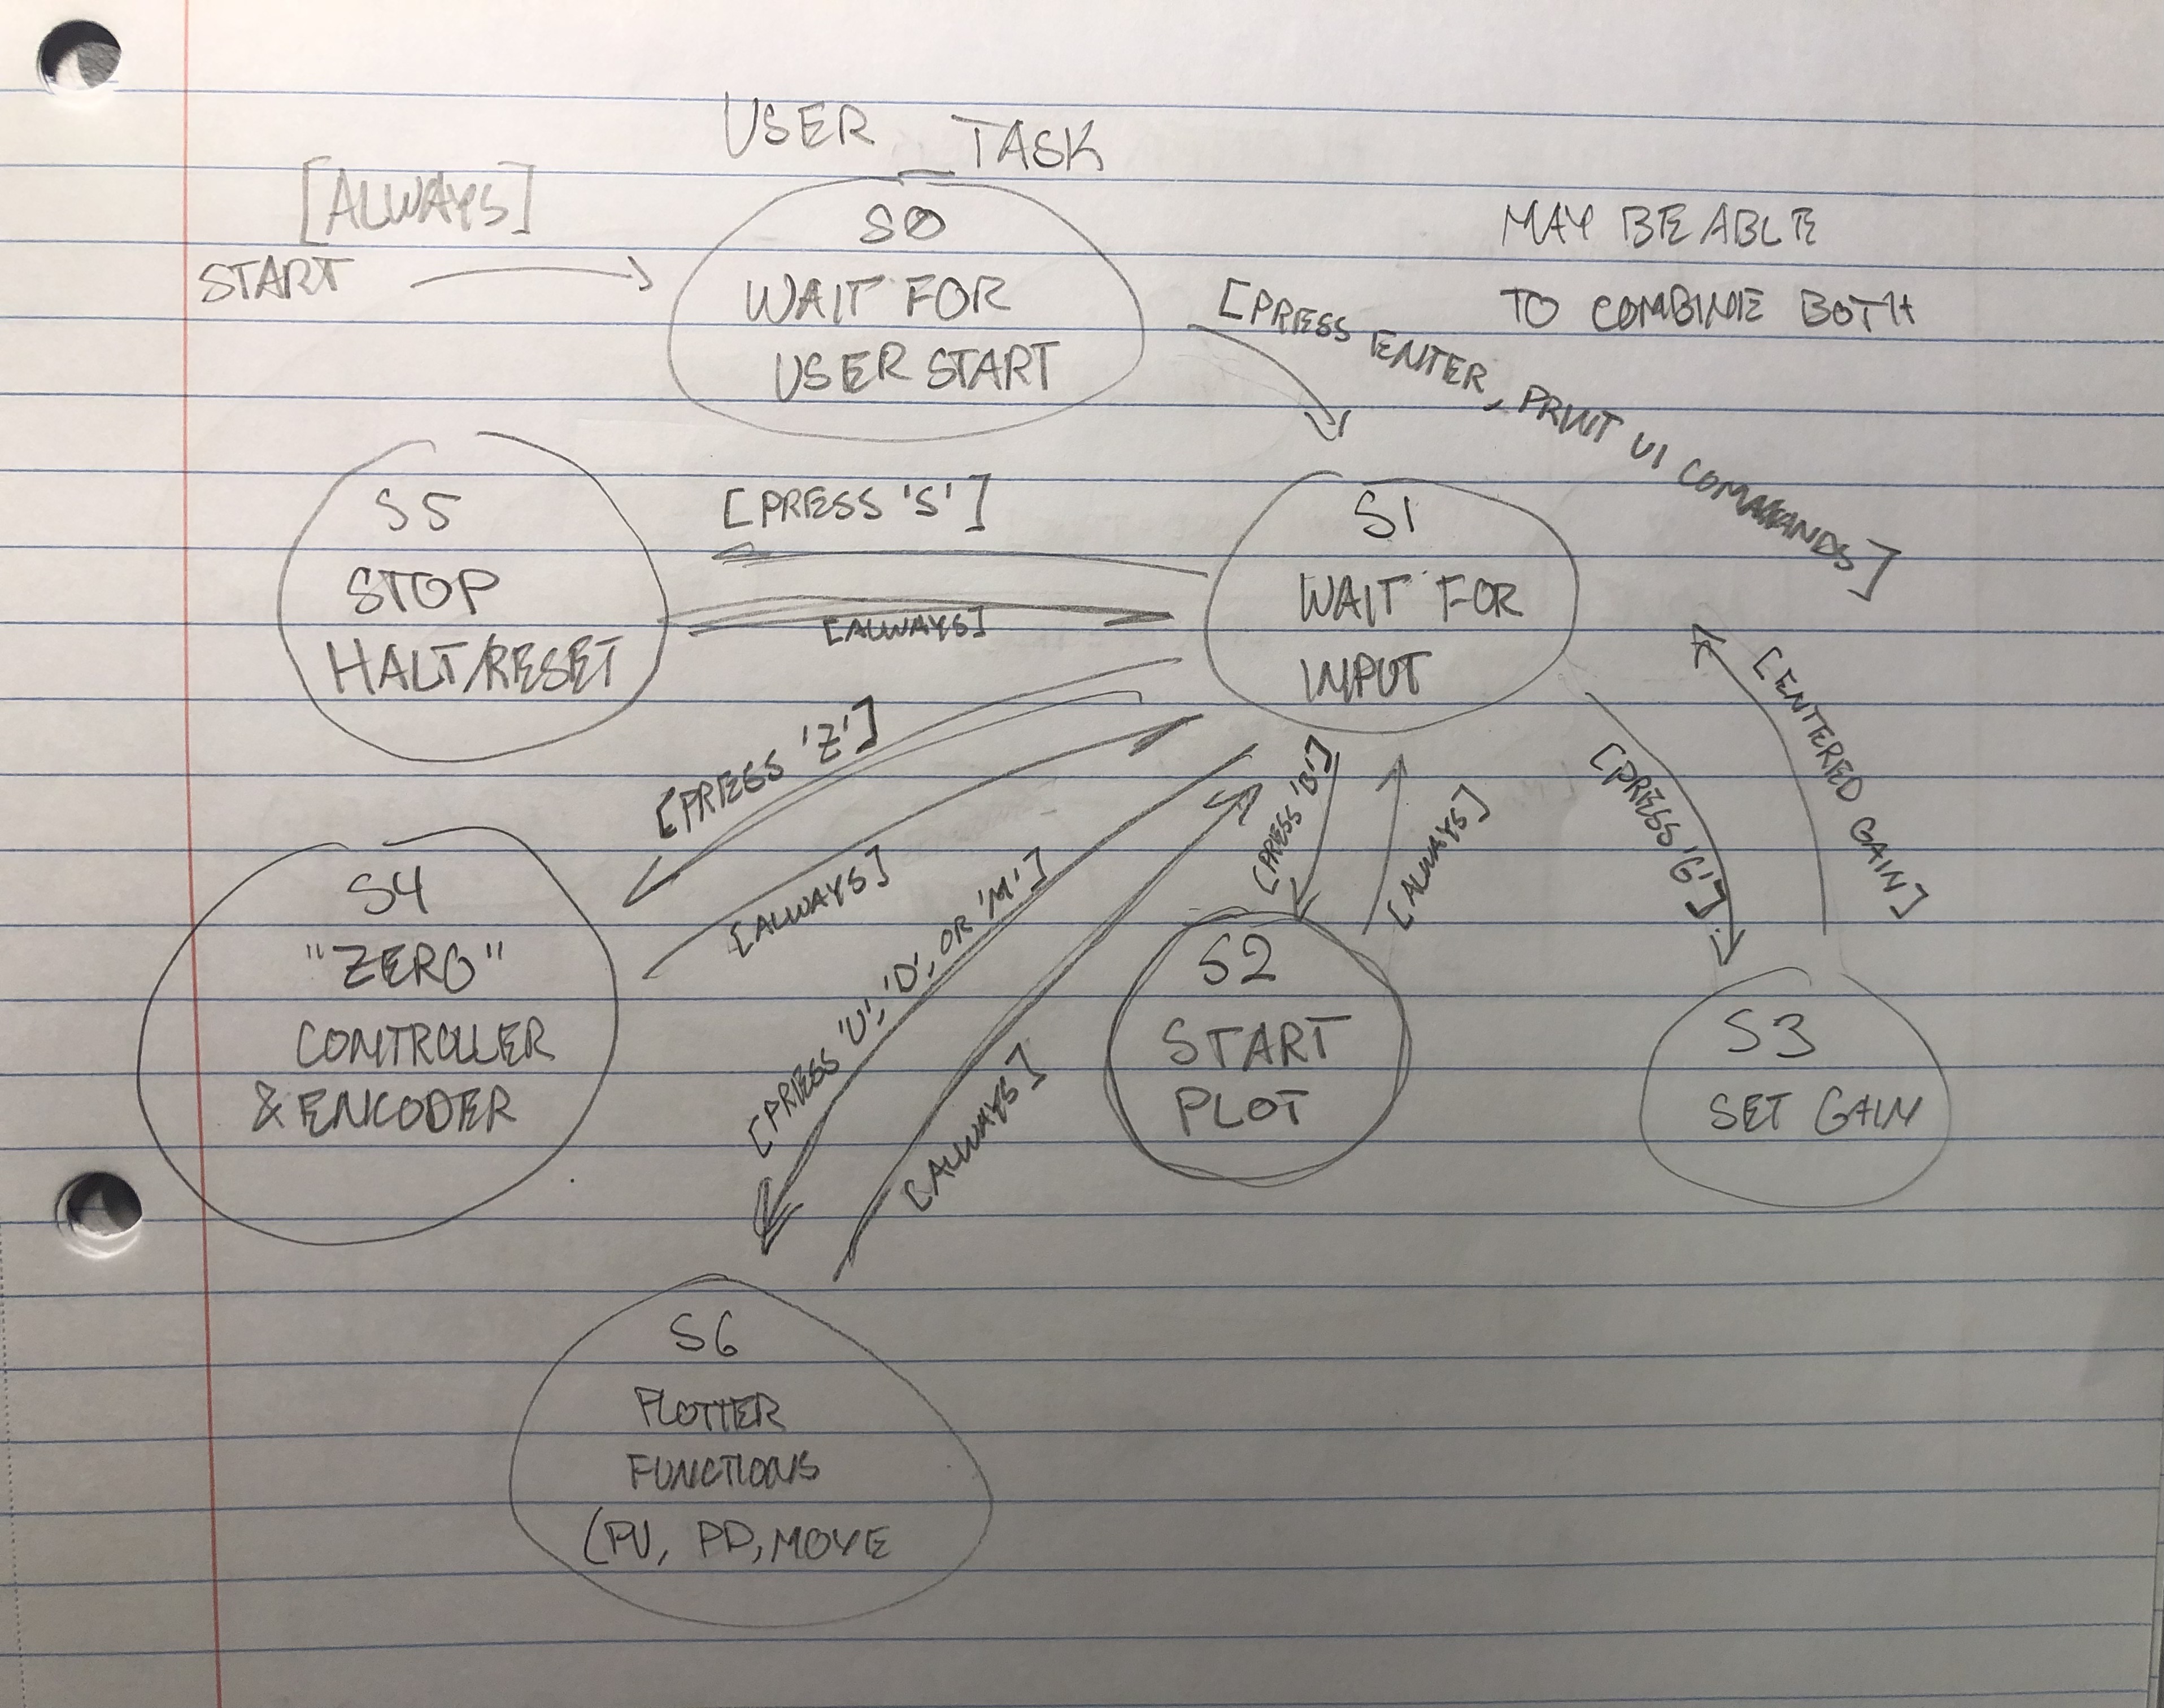 USER_TASK
[ALWAYS]
START
S0
WAIT FOR
USER START
MAY BE ABLE
TO COMBINE BOTH
[PRESS ENTER, PRINT UI COMMANDS]
S5
STOP
HALT/RESET
[PRESS 'S']
[ALWAYS]
S1
WAIT FOR
INPUT
[PRESS 'Z']
[ALWAYS]
[PRESS 'U', 'D', OR 'M']
[ALWAYS]
[PRESS 'B']
[ALWAYS]
[PRESS 'G']
[ENTERED GAIN]
S4
"ZERO"
CONTROLLER
& ENCODER
S2
START
PLOT
S3
SET GAIN
S6
PLOTTER
FUNCTIONS
(PU, PD, MOVE